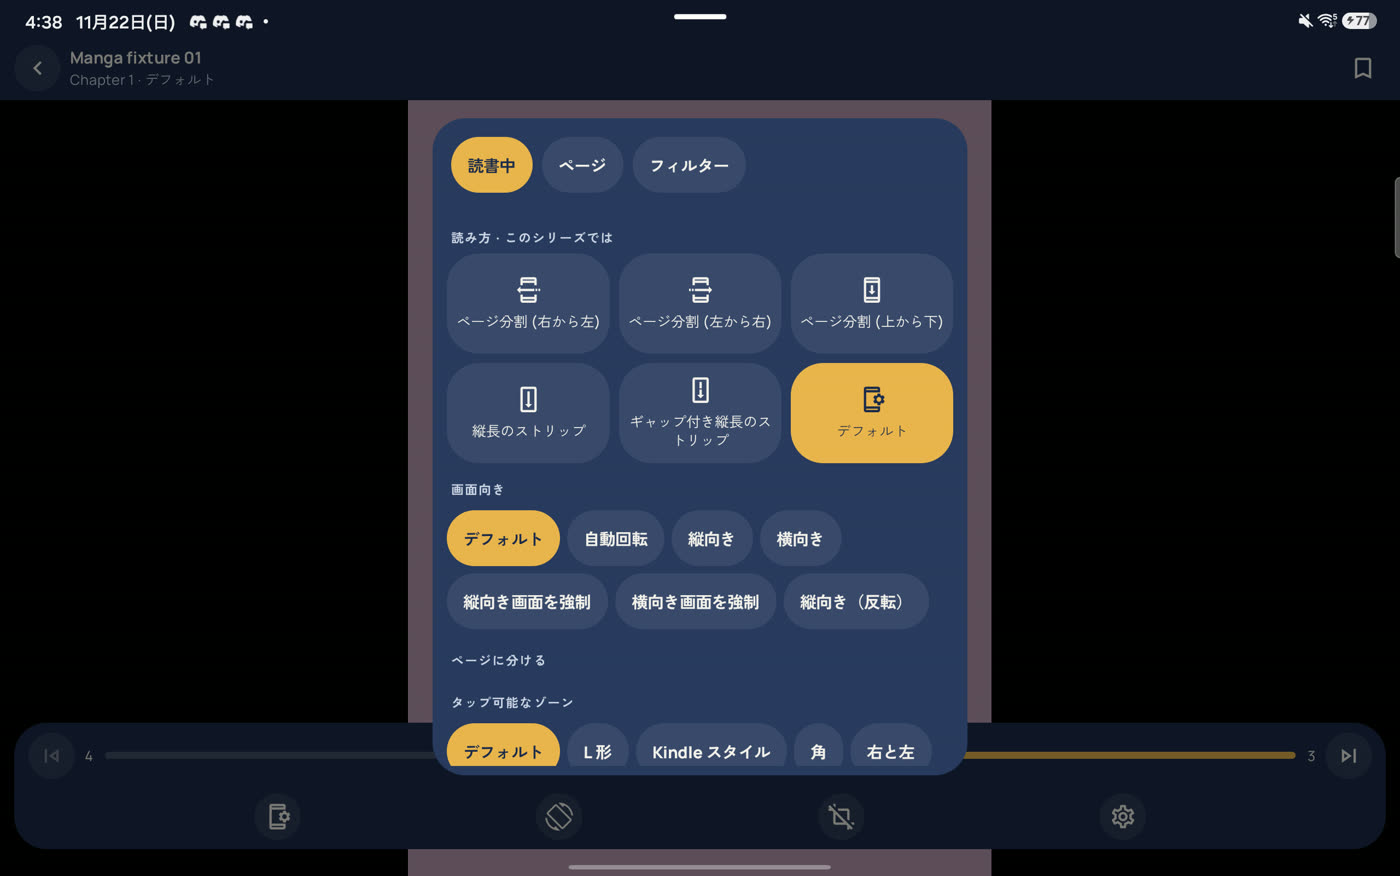 4:38 11月22日(日)
77
Manga fixture 01
Chapter 1 · デフォルト
読書中 ページ フィルター
読み方・このシリーズでは
ページ分割 (右から左) ページ分割 (左から右) ページ分割 (上から下)
縦長のストリップ ギャップ付き縦長のス
トリップ デフォルト
画面向き
デフォルト 自動回転 縦向き 横向き
縦向き画面を強制 横向き画面を強制 縦向き（反転）
ページに分ける
タップ可能なゾーン
デフォルト L 形 Kindle スタイル 角 右と左
4 3